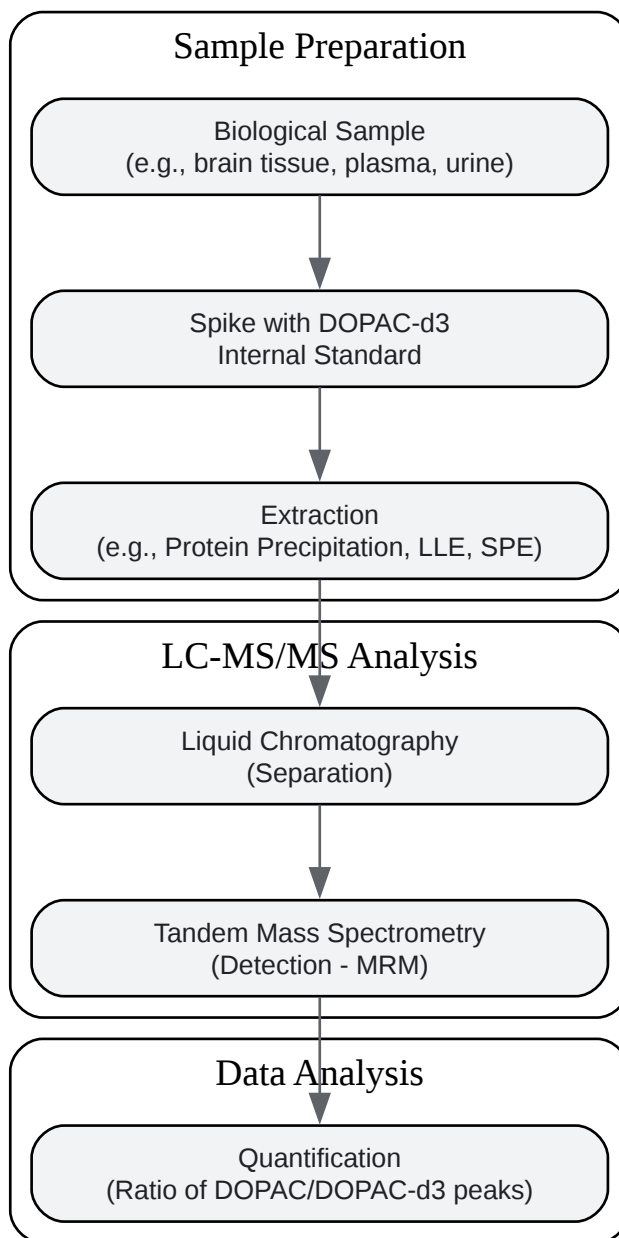 Sample Preparation
Biological Sample
(e.g., brain tissue, plasma, urine)
Spike with DOPAC-d3
Internal Standard
Extraction
(e.g., Protein Precipitation, LLE, SPE)
LC-MS/MS Analysis
Liquid Chromatography
(Separation)
Tandem Mass Spectrometry
(Detection - MRM)
Data Analysis
Quantification
(Ratio of DOPAC/DOPAC-d3 peaks)